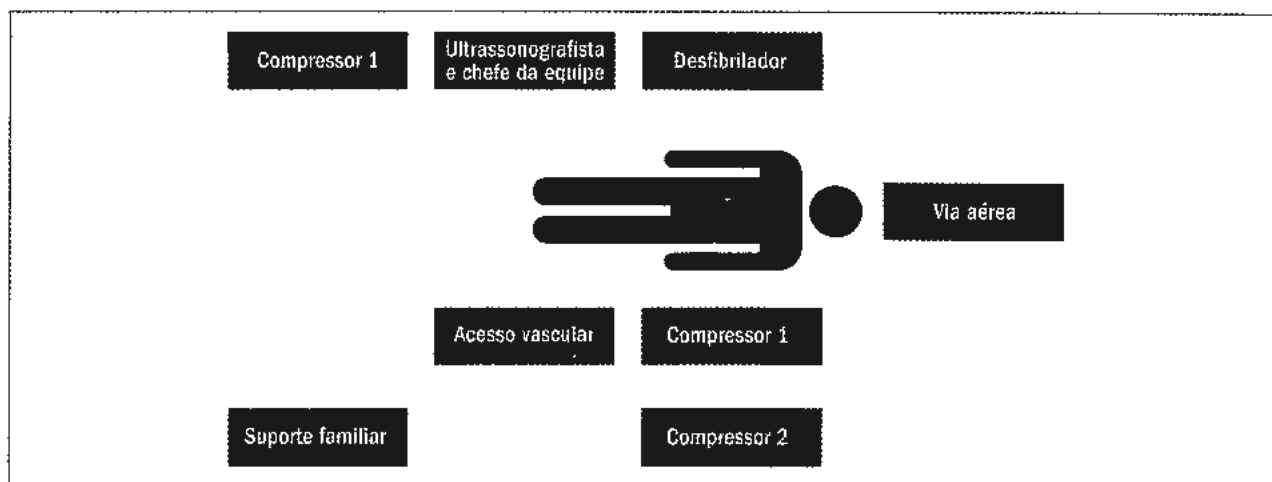 Compressor 1
Ultrassonografista
e chefe da equipe
Desfibrilador
Via aérea
Acesso vascular
Compressor 1
Suporte familiar
Compressor 2